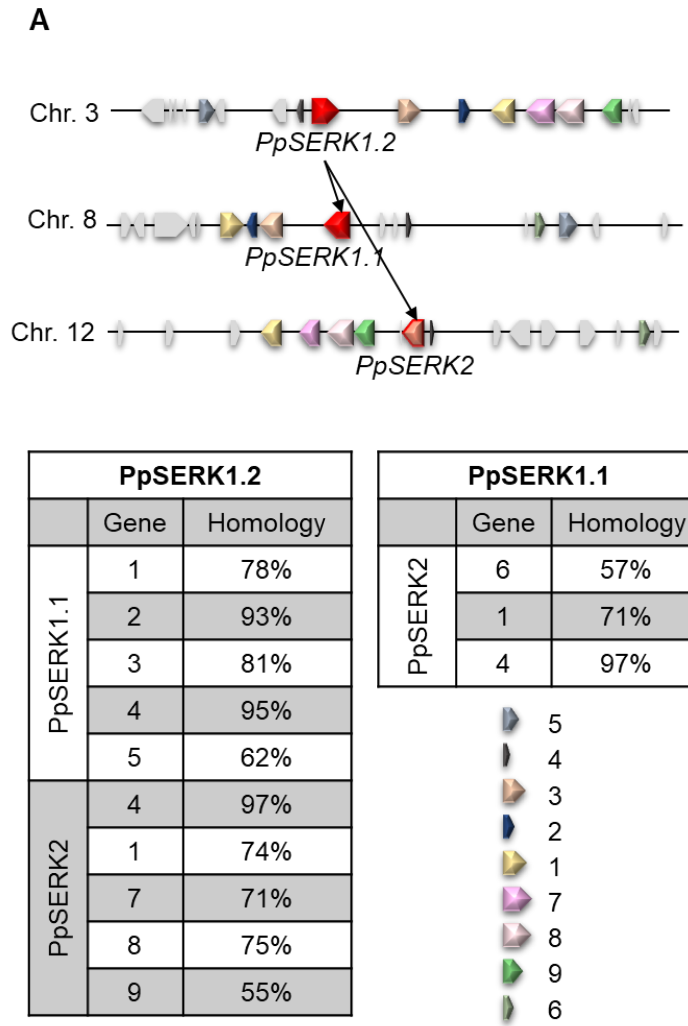 A
Chr. 3
PpSERK1.2
Chr. 8
PpSERK1.1
Chr. 12
PpSERK2
PpSERK1.2
Gene Homology
PpSERK1.1
1 78%
2 93%
3 81%
4 95%
5 62%
PpSERK2
4 97%
1 74%
7 71%
8 75%
9 55%
PpSERK1.1
Gene Homology
PpSERK2
6 57%
1 71%
4 97%
5
4
3
2
1
7
8
9
6